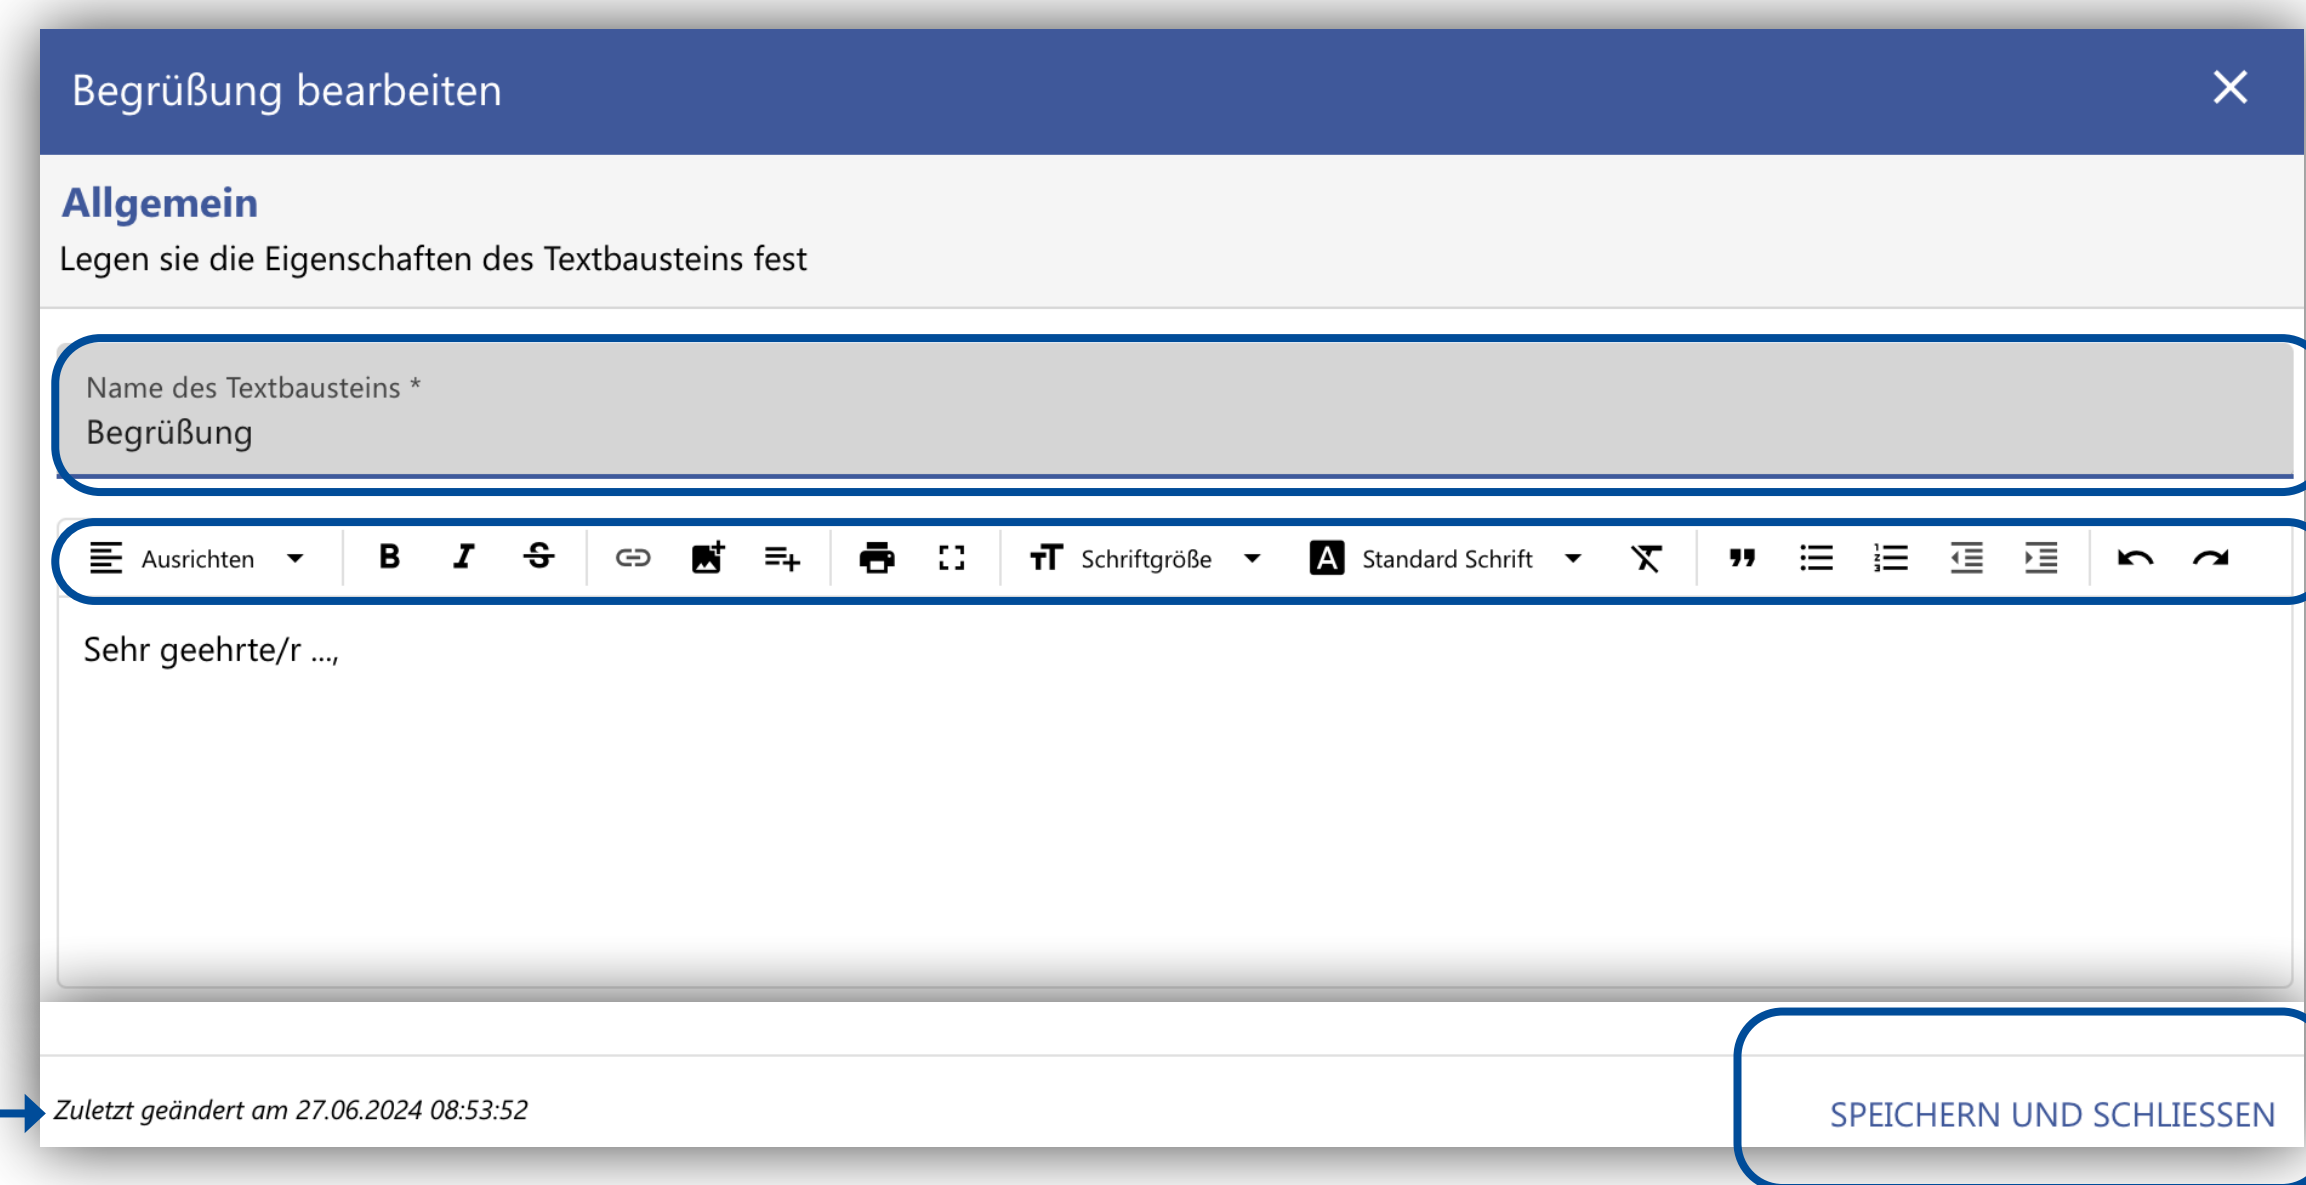 Begrüßung bearbeiten
Allgemein
Legen sie die Eigenschaften des Textbausteins fest
Name des Textbausteins *
Begrüßung
Ausrichten Schriftgröße Standard Schrift
Sehr geehrte/r ...,
Zuletzt geändert am 27.06.2024 08:53:52
SPEICHERN UND SCHLIESSEN